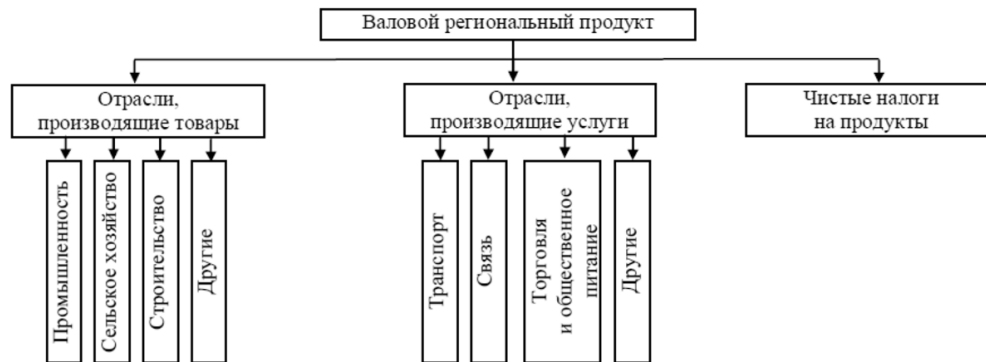 Валовой региональный продукт
Отрасли,
производящие товары
Отрасли,
производящие услуги
Чистые налоги
на продукты
Промышленность
Сельское хозяйство
Строительство
Другие
Транспорт
Связь
Торговля
и общественное
питание
Другие